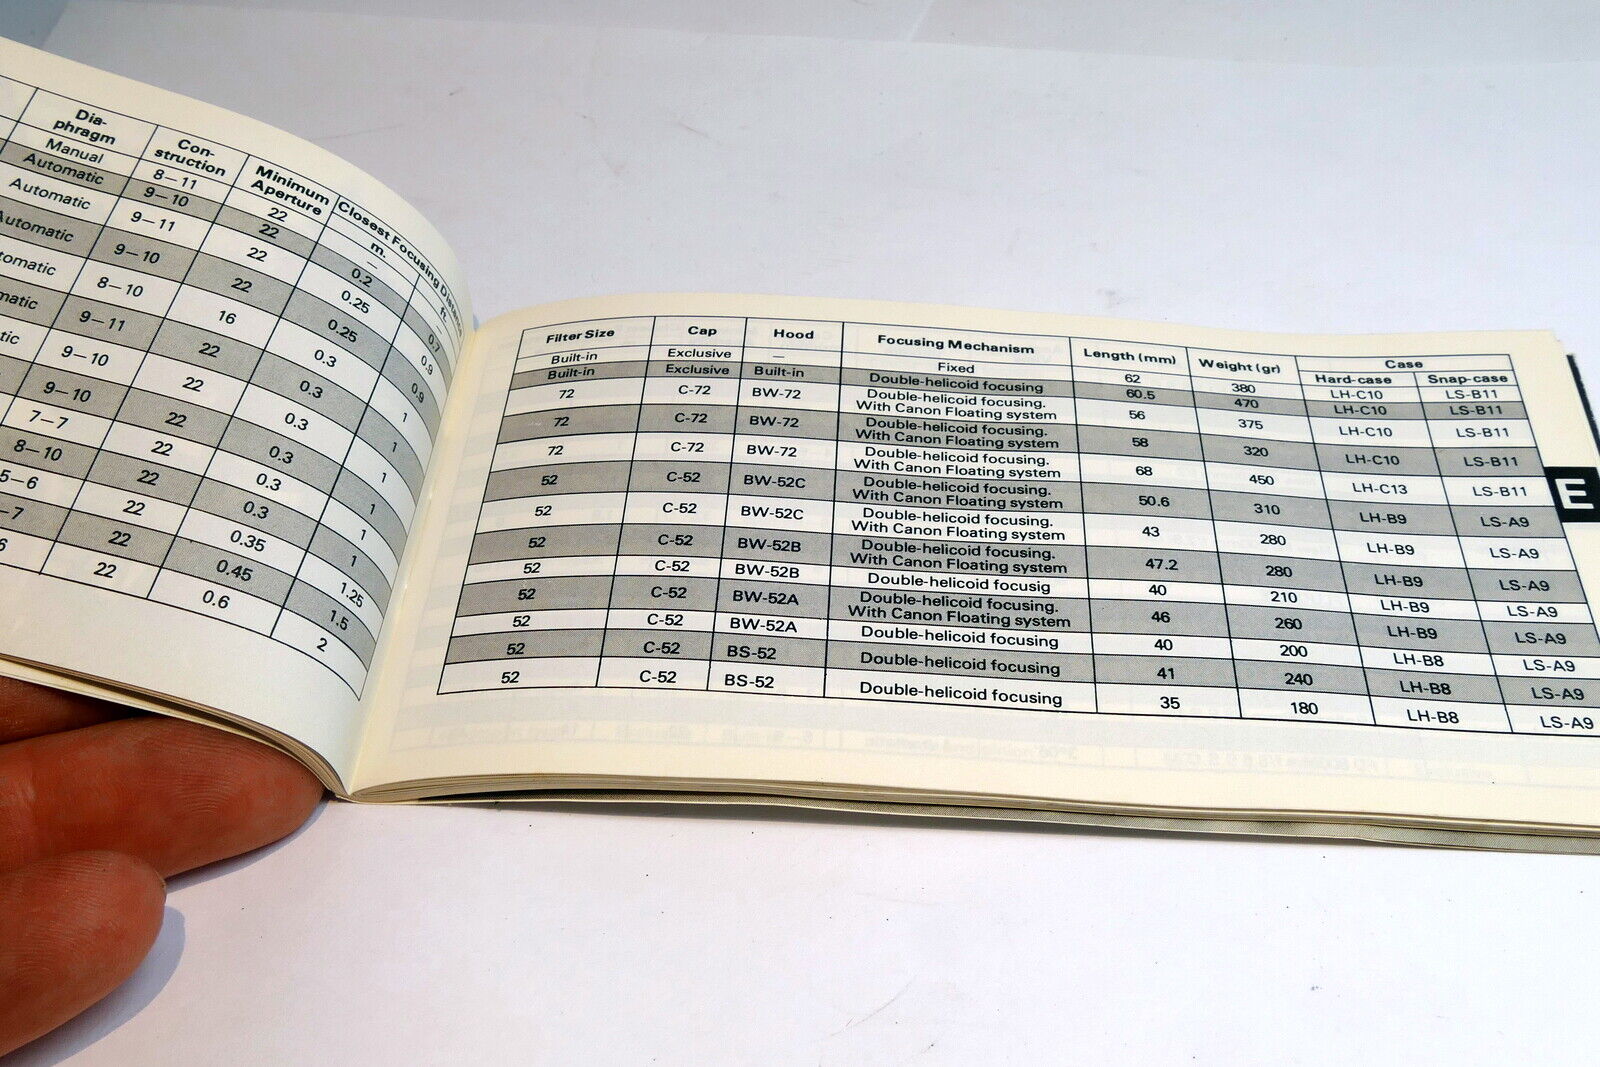 Dia-
phragm Con-
struction Minimum
Aperture Closest Focusing Distance
m. ft.
Manual 8–11 22 — —
Automatic 9–10 22 0.2 0.7
Automatic 9–11 22 0.25 0.9
Automatic 9–10 22 0.25 0.9
tomatic 8–10 16 0.3 1
matic 9–11 22 0.3 1
tic 9–10 22 0.3 1
9–10 22 0.3 1
7–7 22 0.3 1
8–10 22 0.3 1
5–6 22 0.35 1.25
–7 22 0.45 1.5
6 22 0.6 2
Filter Size Cap Hood Focusing Mechanism Length (mm) Weight (gr) Case
Hard-case Snap-case
Built-in Exclusive — Fixed 62 380 LH-C10 LS-B11
Built-in Exclusive Built-in Double-helicoid focusing 60.5 470 LH-C10 LS-B11
72 C-72 BW-72 Double-helicoid focusing.
With Canon Floating system 56 375 LH-C10 LS-B11
72 C-72 BW-72 Double-helicoid focusing.
With Canon Floating system 58 320 LH-C10 LS-B11
72 C-72 BW-72 Double-helicoid focusing.
With Canon Floating system 68 450 LH-C13 LS-B11
52 C-52 BW-52C Double-helicoid focusing.
With Canon Floating system 50.6 310 LH-B9 LS-A9
52 C-52 BW-52C Double-helicoid focusing.
With Canon Floating system 43 280 LH-B9 LS-A9
52 C-52 BW-52B Double-helicoid focusing.
With Canon Floating system 47.2 280 LH-B9 LS-A9
52 C-52 BW-52B Double-helicoid focusig 40 210 LH-B9 LS-A9
52 C-52 BW-52A Double-helicoid focusing.
With Canon Floating system 46 260 LH-B9 LS-A9
52 C-52 BW-52A Double-helicoid focusing 40 200 LH-B8 LS-A9
52 C-52 BS-52 Double-helicoid focusing 41 240 LH-B8 LS-A9
52 C-52 BS-52 Double-helicoid focusing 35 180 LH-B8 LS-A9
E